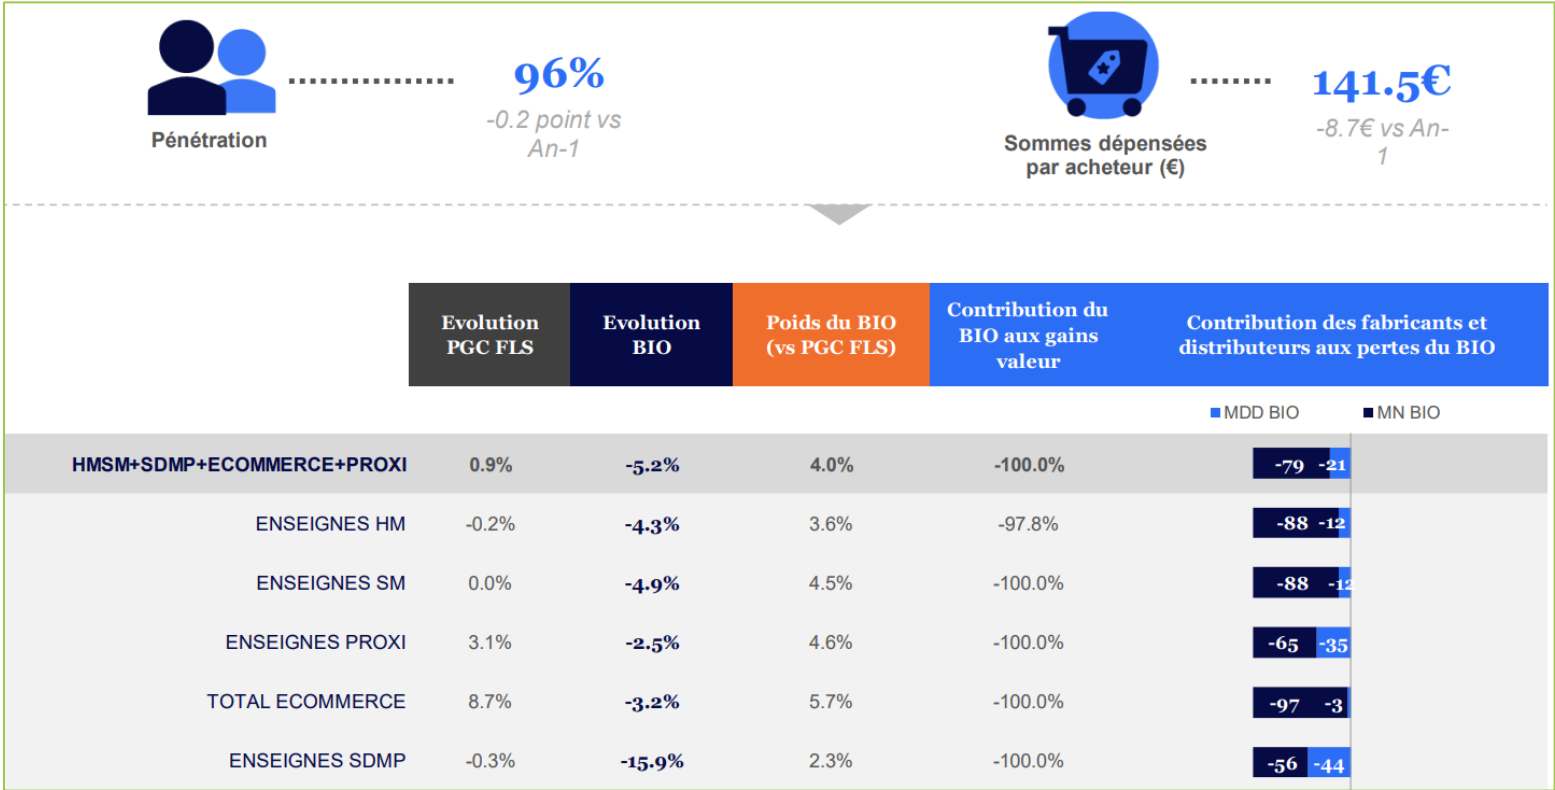 96%
-0.2 point vs
An-1
Pénétration
141.5€
-8.7€ vs An-
1
Sommes dépensées
par acheteur (€)
Evolution
PGC FLS
Evolution
BIO
Poids du BIO
(vs PGC FLS)
Contribution du
BIO aux gains
valeur
Contribution des fabricants et
distributeurs aux pertes du BIO
MDD BIO MN BIO
HMSM+SDMP+ECOMMERCE+PROXI 0.9% -5.2% 4.0% -100.0% -79 -21
ENSEIGNES HM -0.2% -4.3% 3.6% -97.8% -88 -12
ENSEIGNES SM 0.0% -4.9% 4.5% -100.0% -88 -12
ENSEIGNES PROXI 3.1% -2.5% 4.6% -100.0% -65 -35
TOTAL ECOMMERCE 8.7% -3.2% 5.7% -100.0% -97 -3
ENSEIGNES SDMP -0.3% -15.9% 2.3% -100.0% -56 -44